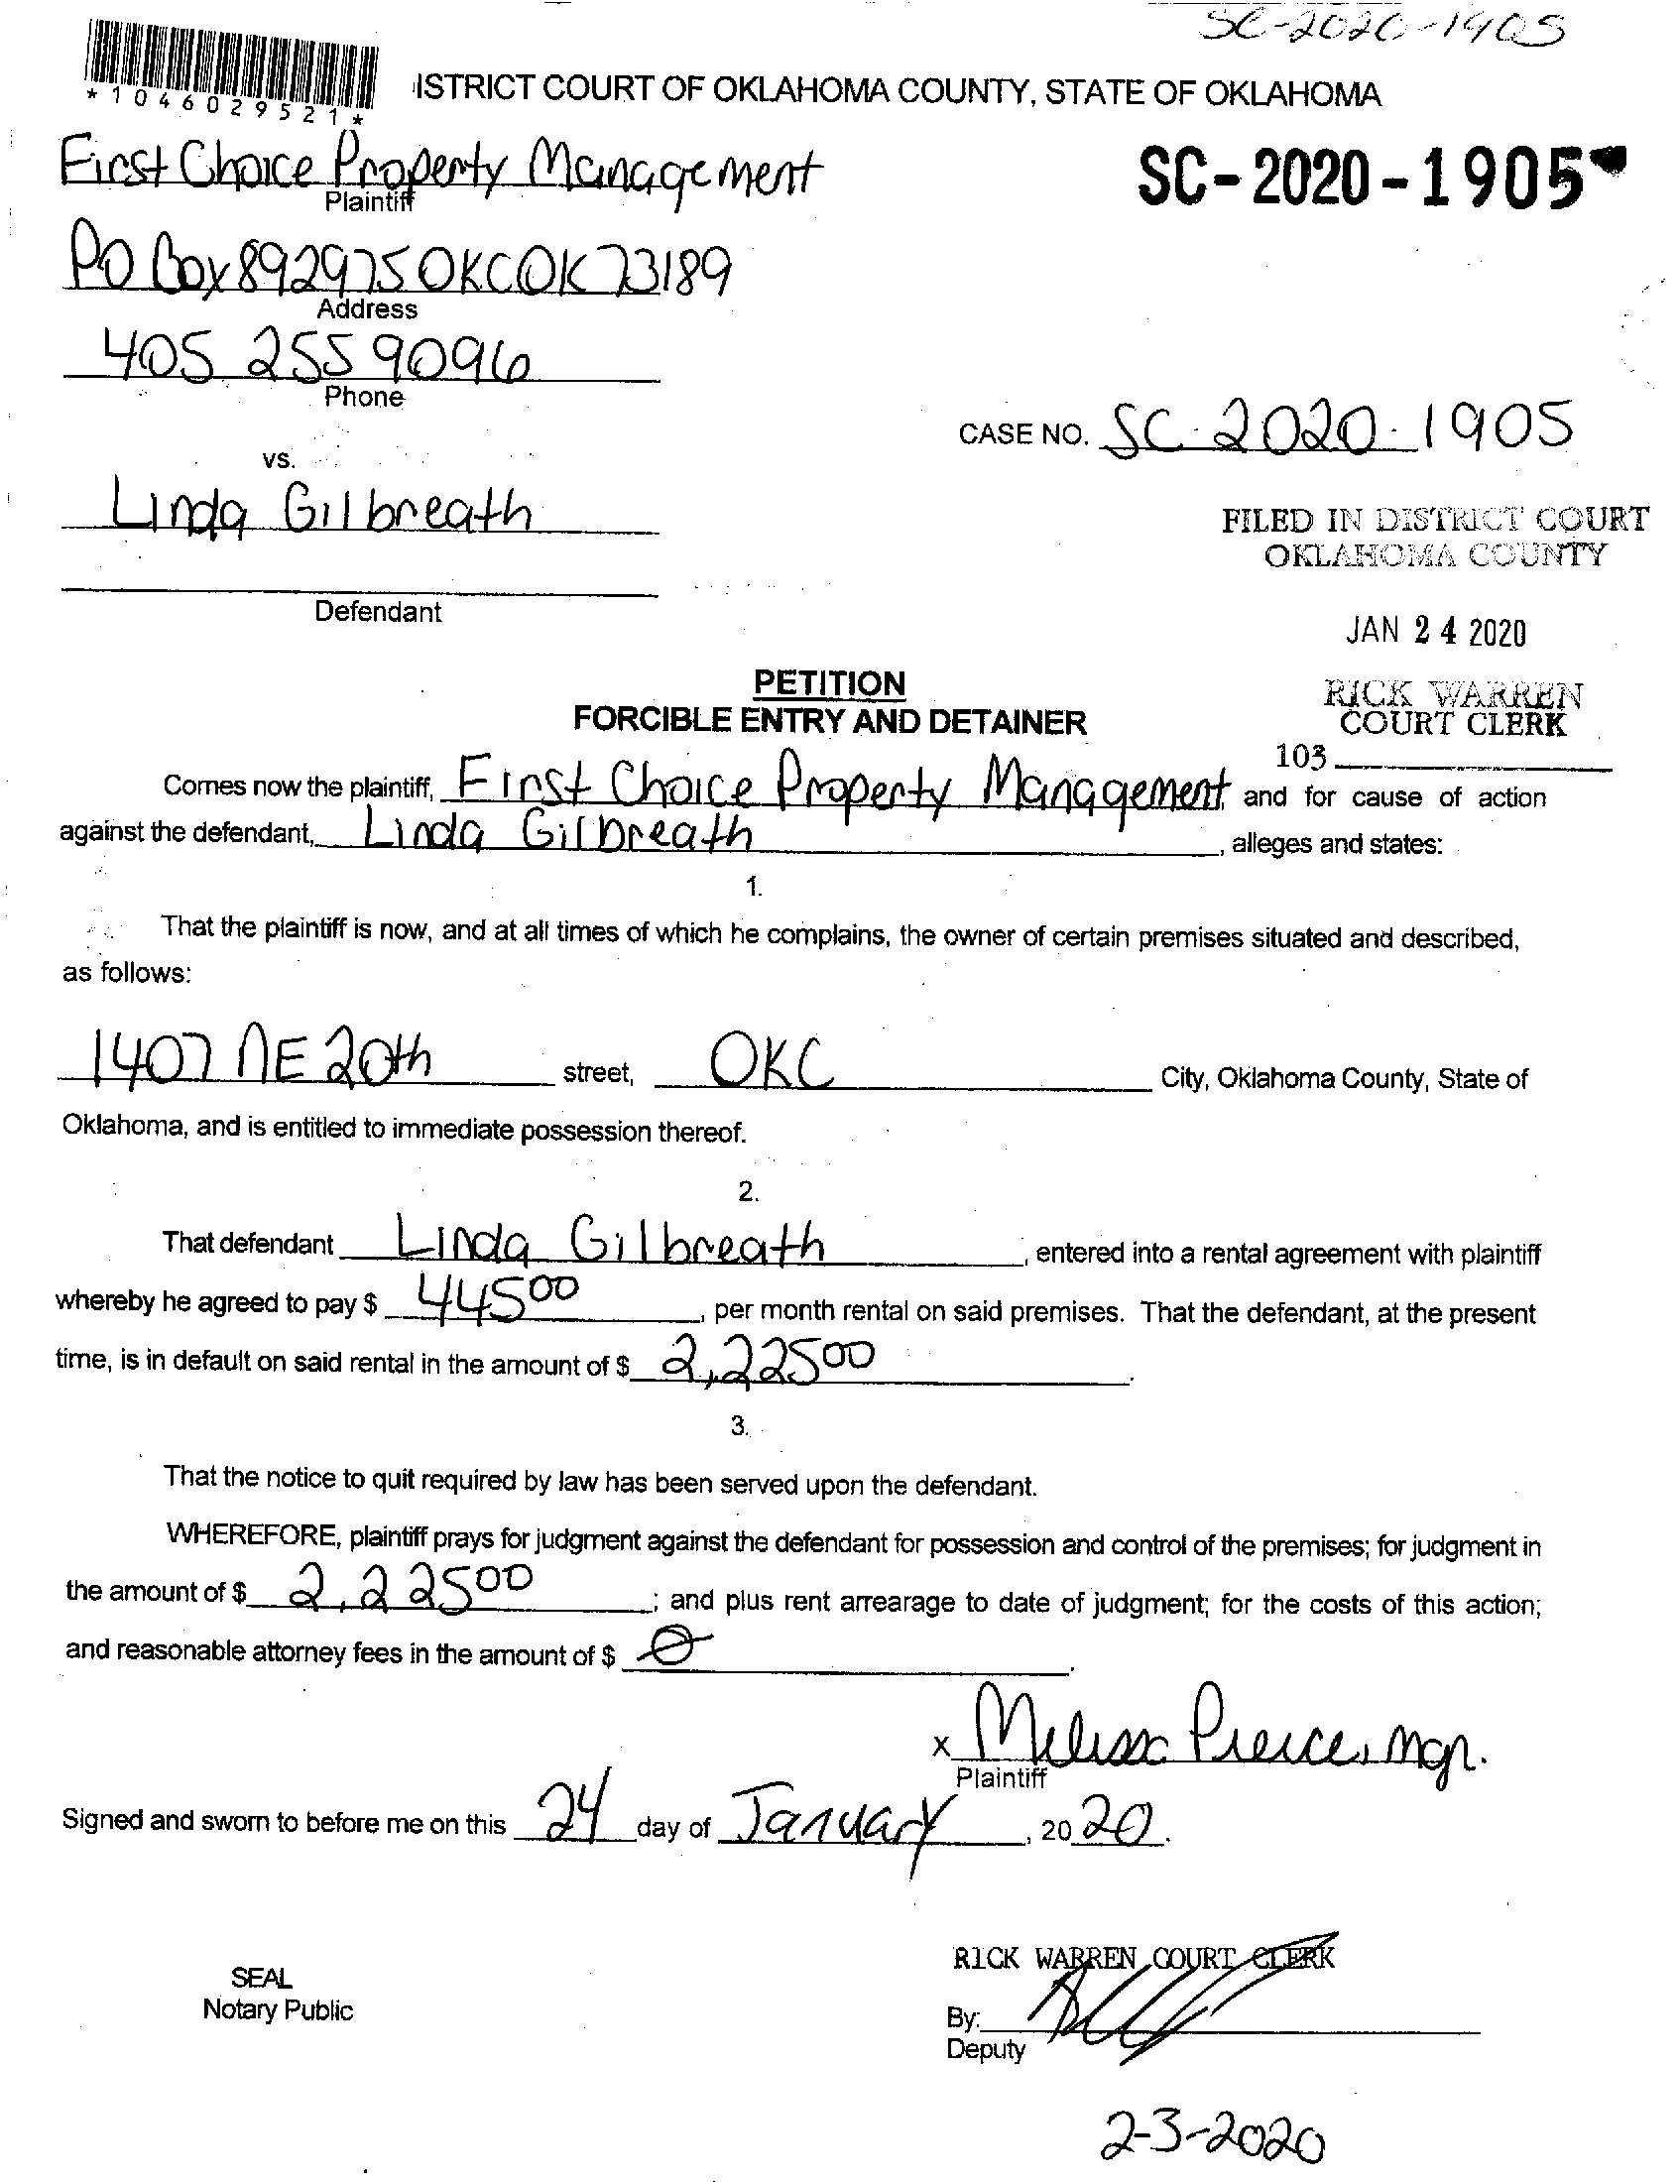 SC-2020-1905
*1046029521*
ISTRICT COURT OF OKLAHOMA COUNTY, STATE OF OKLAHOMA
First Choice Property Management
Plaintiff
SC-2020-1905
PO Box 892975 OKC OK 73189
Address
405 255 9096
Phone
CASE NO. SC-2020-1905
vs.
Linda Gilbreath
FILED IN DISTRICT COURT
OKLAHOMA COUNTY
Defendant
JAN 24 2020
PETITION
FORCIBLE ENTRY AND DETAINER
RICK WARREN
COURT CLERK
103
Comes now the plaintiff, First Choice Property Management and for cause of action
against the defendant, Linda Gilbreath, alleges and states:
1.
That the plaintiff is now, and at all times of which he complains, the owner of certain premises situated and described,
as follows:
1407 NE 20th street, OKC City, Oklahoma County, State of
Oklahoma, and is entitled to immediate possession thereof.
2.
That defendant Linda Gilbreath, entered into a rental agreement with plaintiff
whereby he agreed to pay $ 445 00, per month rental on said premises. That the defendant, at the present
time, is in default on said rental in the amount of $ 2,225 00.
3.
That the notice to quit required by law has been served upon the defendant.
WHEREFORE, plaintiff prays for judgment against the defendant for possession and control of the premises; for judgment in
the amount of $ 2,225 00; and plus rent arrearage to date of judgment; for the costs of this action;
and reasonable attorney fees in the amount of $ 0.
x Melissa Pierce, Mgr.
Plaintiff
Signed and sworn to before me on this 24 day of January, 2020.
RICK WARREN COURT CLERK
SEAL
Notary Public
By:
Deputy
2-3-2020